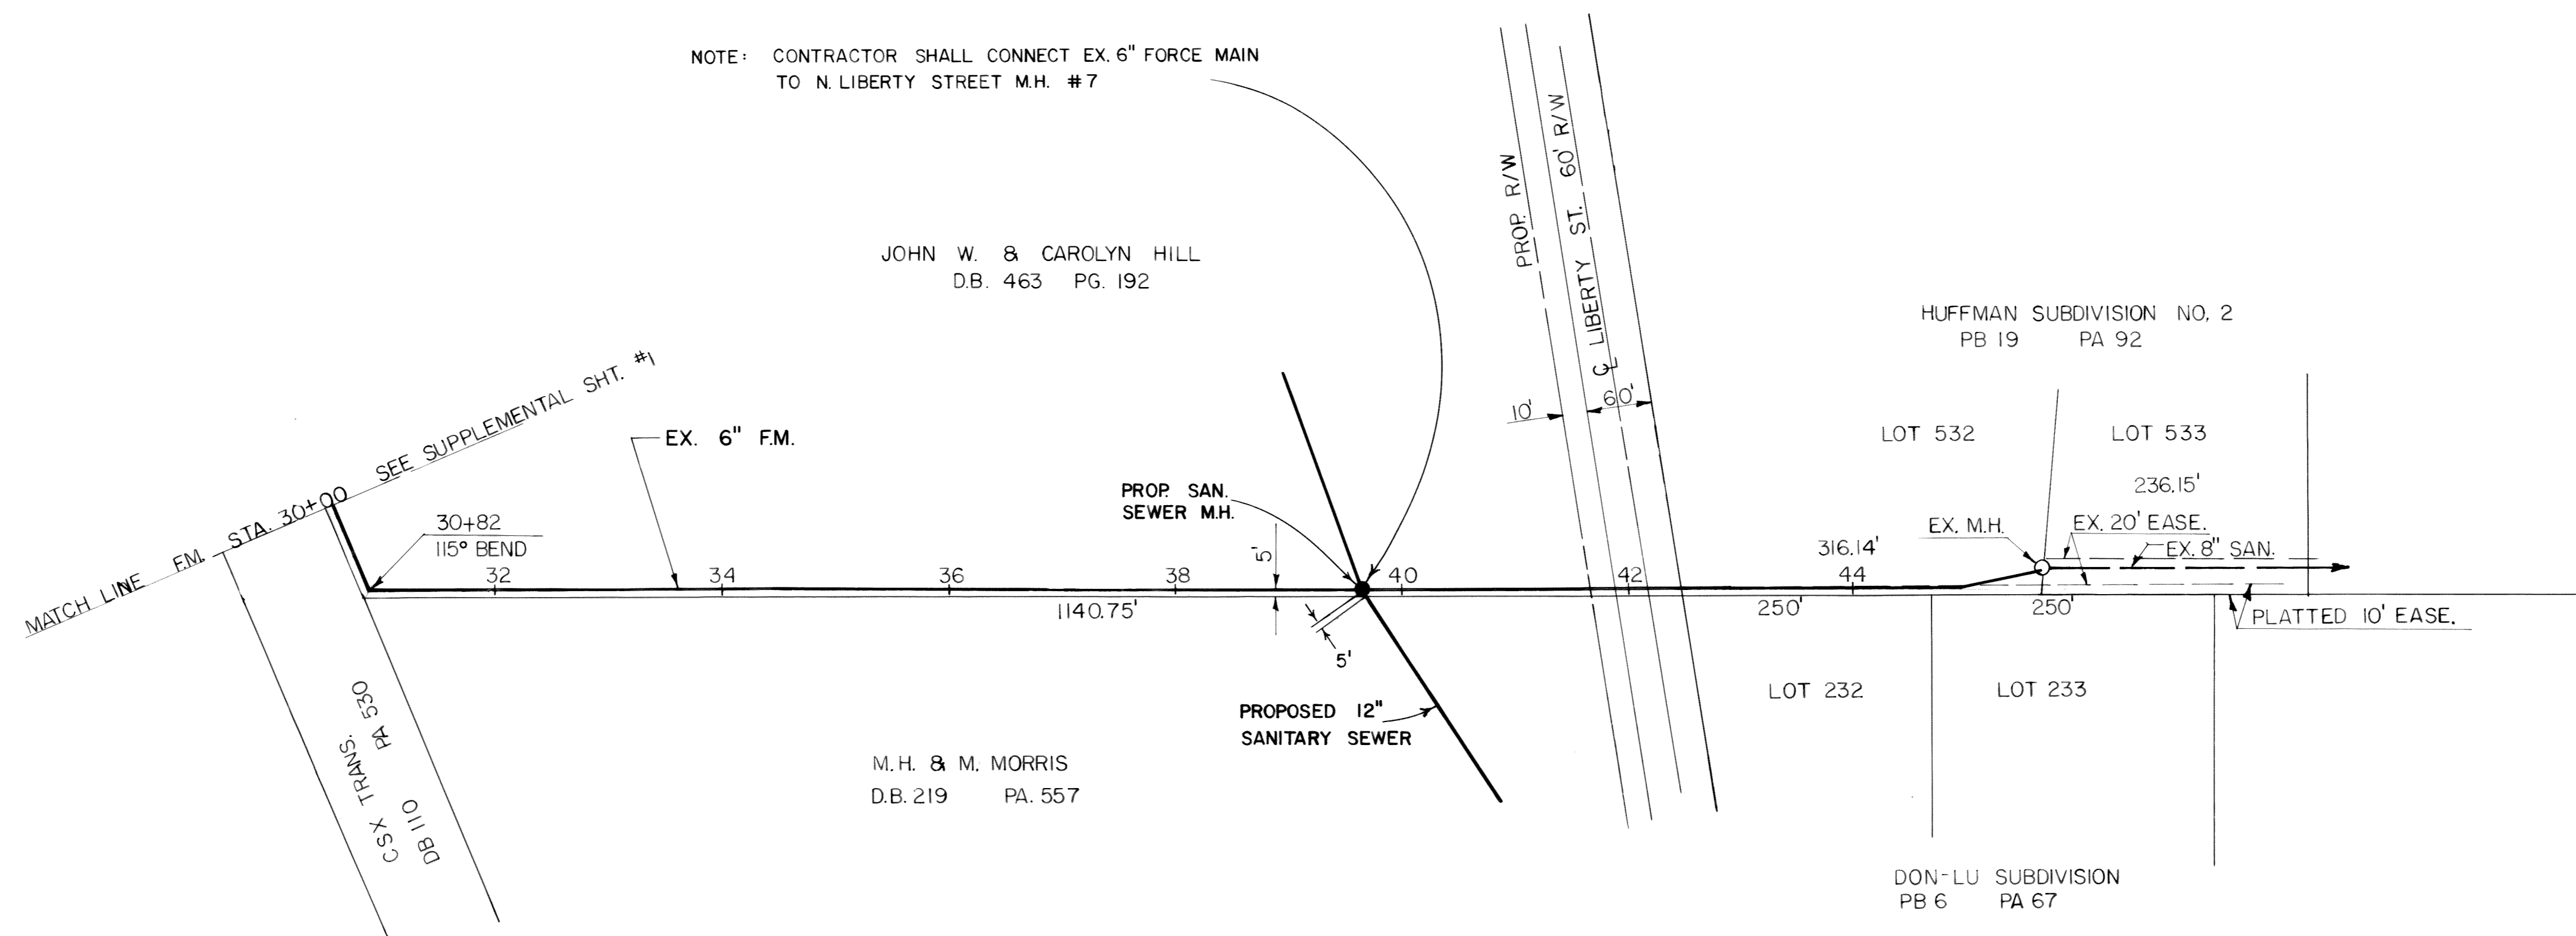 NOTE: CONTRACTOR SHALL CONNECT EX. 6" FORCE MAIN
TO N. LIBERTY STREET M.H. #7
JOHN W. & CAROLYN HILL
D.B. 463 PG. 192
PROP. R/W
℄ LIBERTY ST. 60' R/W
10'
60'
HUFFMAN SUBDIVISION NO. 2
PB 19 PA 92
LOT 532
LOT 533
236.15'
EX. M.H.
EX. 20' EASE.
EX. 8" SAN.
316.14'
MATCH LINE F.M. STA. 30+00 SEE SUPPLEMENTAL SHT. #1
EX. 6" F.M.
30+82
115° BEND
PROP. SAN.
SEWER M.H.
5'
32
34
36
38
40
42
44
1140.75'
250'
250'
PLATTED 10' EASE.
5'
PROPOSED 12"
SANITARY SEWER
LOT 232
LOT 233
CSX TRANS.
DB 110 PA 530
M.H. & M. MORRIS
D.B. 219 PA. 557
DON-LU SUBDIVISION
PB 6 PA 67